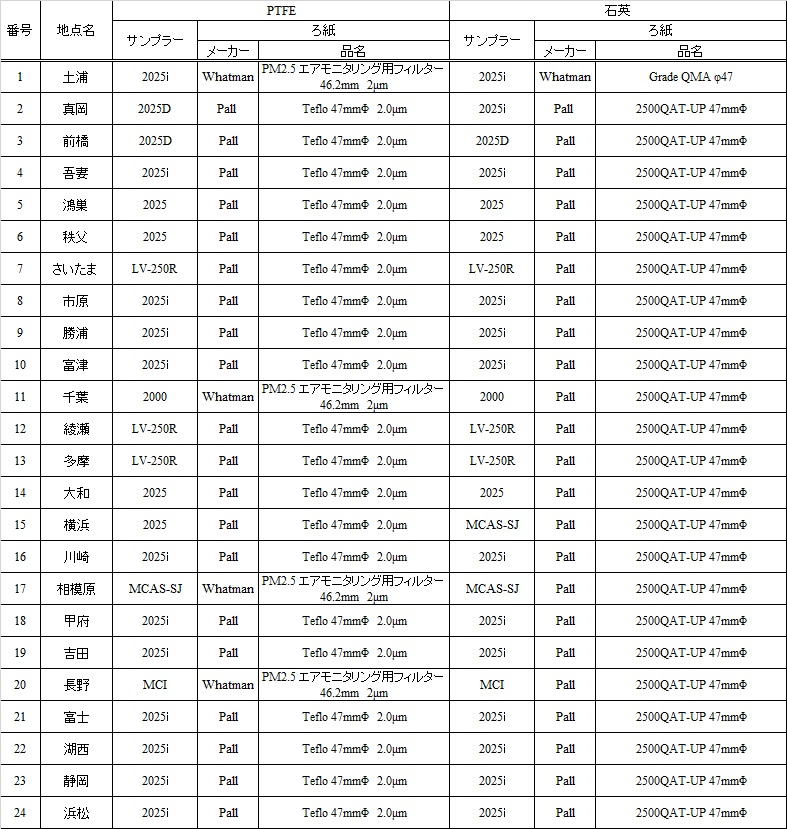 番号 地点名 PTFE 石英
サンプラー ろ紙 サンプラー ろ紙
メーカー 品名 メーカー 品名
1 土浦 2025i Whatman PM2.5 エアモニタリング用フィルター 46.2mm 2μm 2025i Whatman Grade QMA φ47
2 真岡 2025D Pall Teflo 47mmΦ 2.0μm 2025i Pall 2500QAT-UP 47mmΦ
3 前橋 2025D Pall Teflo 47mmΦ 2.0μm 2025D Pall 2500QAT-UP 47mmΦ
4 吾妻 2025i Pall Teflo 47mmΦ 2.0μm 2025i Pall 2500QAT-UP 47mmΦ
5 鴻巣 2025 Pall Teflo 47mmΦ 2.0μm 2025 Pall 2500QAT-UP 47mmΦ
6 秩父 2025 Pall Teflo 47mmΦ 2.0μm 2025 Pall 2500QAT-UP 47mmΦ
7 さいたま LV-250R Pall Teflo 47mmΦ 2.0μm LV-250R Pall 2500QAT-UP 47mmΦ
8 市原 2025i Pall Teflo 47mmΦ 2.0μm 2025i Pall 2500QAT-UP 47mmΦ
9 勝浦 2025i Pall Teflo 47mmΦ 2.0μm 2025i Pall 2500QAT-UP 47mmΦ
10 富津 2025i Pall Teflo 47mmΦ 2.0μm 2025i Pall 2500QAT-UP 47mmΦ
11 千葉 2000 Whatman PM2.5 エアモニタリング用フィルター 46.2mm 2μm 2000 Pall 2500QAT-UP 47mmΦ
12 綾瀬 LV-250R Pall Teflo 47mmΦ 2.0μm LV-250R Pall 2500QAT-UP 47mmΦ
13 多摩 LV-250R Pall Teflo 47mmΦ 2.0μm LV-250R Pall 2500QAT-UP 47mmΦ
14 大和 2025 Pall Teflo 47mmΦ 2.0μm 2025 Pall 2500QAT-UP 47mmΦ
15 横浜 2025 Pall Teflo 47mmΦ 2.0μm MCAS-SJ Pall 2500QAT-UP 47mmΦ
16 川崎 2025i Pall Teflo 47mmΦ 2.0μm 2025i Pall 2500QAT-UP 47mmΦ
17 相模原 MCAS-SJ Whatman PM2.5 エアモニタリング用フィルター 46.2mm 2μm MCAS-SJ Pall 2500QAT-UP 47mmΦ
18 甲府 2025i Pall Teflo 47mmΦ 2.0μm 2025i Pall 2500QAT-UP 47mmΦ
19 吉田 2025i Pall Teflo 47mmΦ 2.0μm 2025i Pall 2500QAT-UP 47mmΦ
20 長野 MCI Whatman PM2.5 エアモニタリング用フィルター 46.2mm 2μm MCI Pall 2500QAT-UP 47mmΦ
21 富士 2025i Pall Teflo 47mmΦ 2.0μm 2025i Pall 2500QAT-UP 47mmΦ
22 湖西 2025i Pall Teflo 47mmΦ 2.0μm 2025i Pall 2500QAT-UP 47mmΦ
23 静岡 2025i Pall Teflo 47mmΦ 2.0μm 2025i Pall 2500QAT-UP 47mmΦ
24 浜松 2025i Pall Teflo 47mmΦ 2.0μm 2025i Pall 2500QAT-UP 47mmΦ